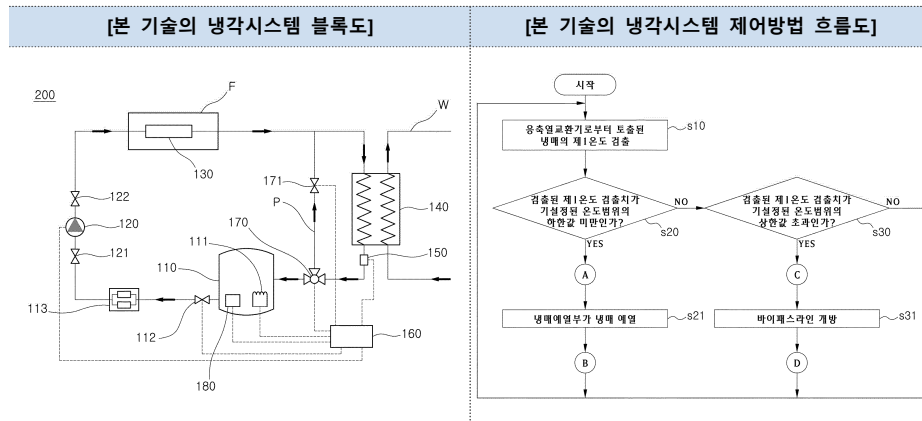 [본 기술의 냉각시스템 블록도]
[본 기술의 냉각시스템 제어방법 흐름도]
200
F
W
130
122
171
140
120
P
170
111
150
121
110
113
112
160
180
시작
응축열교환기로부터 토출된
냉매의 제1온도 검출
s10
검출된 제1온도 검출치가
기설정된 온도범위의
하한값 미만인가?
NO
s20
YES
검출된 제1온도 검출치가
기설정된 온도범위의
상한값 초과인가?
NO
s30
YES
A
C
냉매예열부가 냉매 예열
s21
바이패스라인 개방
s31
B
D